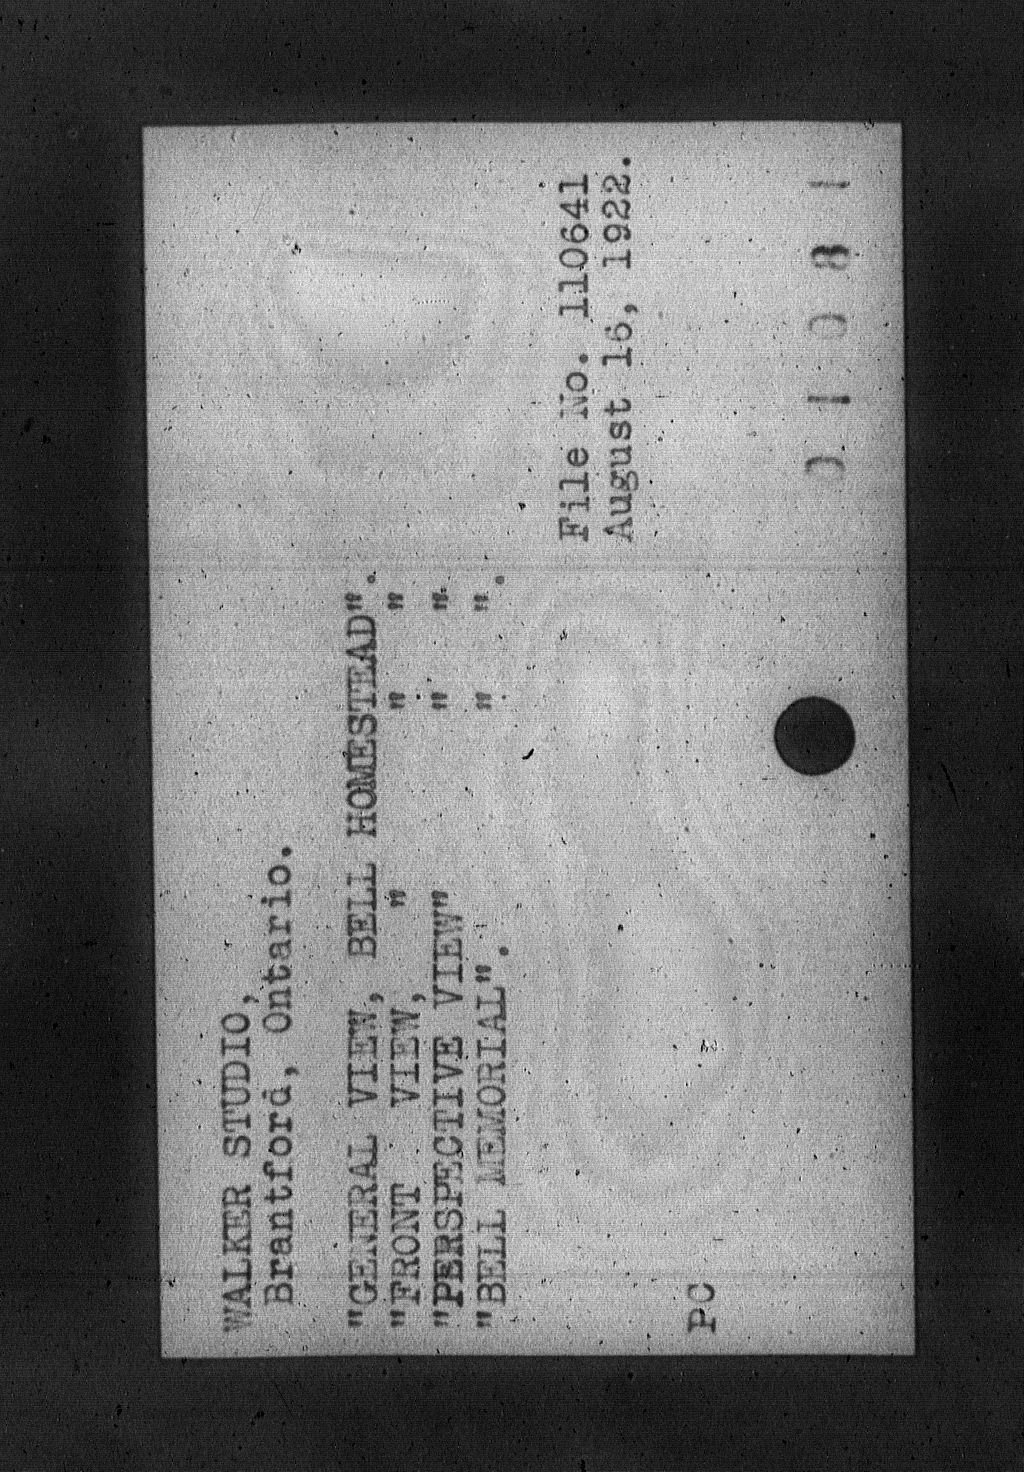 WALKER STUDIO,
Brantford, Ontario.
"GENERAL VIEW, BELL HOMESTEAD".
"FRONT VIEW, " " "
"PERSPECTIVE VIEW" " ".
"BELL MEMORIAL". " ".
File No. 110641
August 16, 1922.
PC
01081